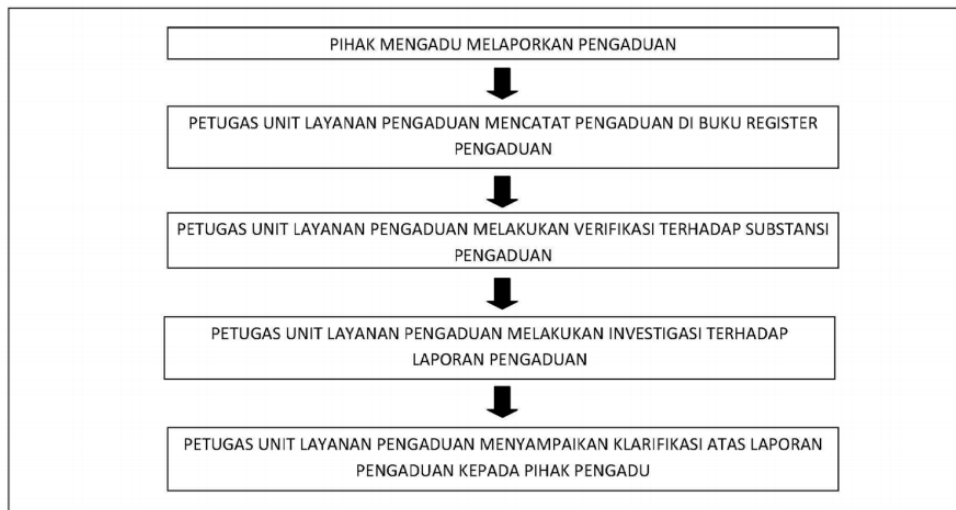 PIHAK MENGADU MELAPORKAN PENGADUAN
PETUGAS UNIT LAYANAN PENGADUAN MENCATAT PENGADUAN DI BUKU REGISTER
PENGADUAN
PETUGAS UNIT LAYANAN PENGADUAN MELAKUKAN VERIFIKASI TERHADAP SUBSTANSI
PENGADUAN
PETUGAS UNIT LAYANAN PENGADUAN MELAKUKAN INVESTIGASI TERHADAP
LAPORAN PENGADUAN
PETUGAS UNIT LAYANAN PENGADUAN MENYAMPAIKAN KLARIFIKASI ATAS LAPORAN
PENGADUAN KEPADA PIHAK PENGADU